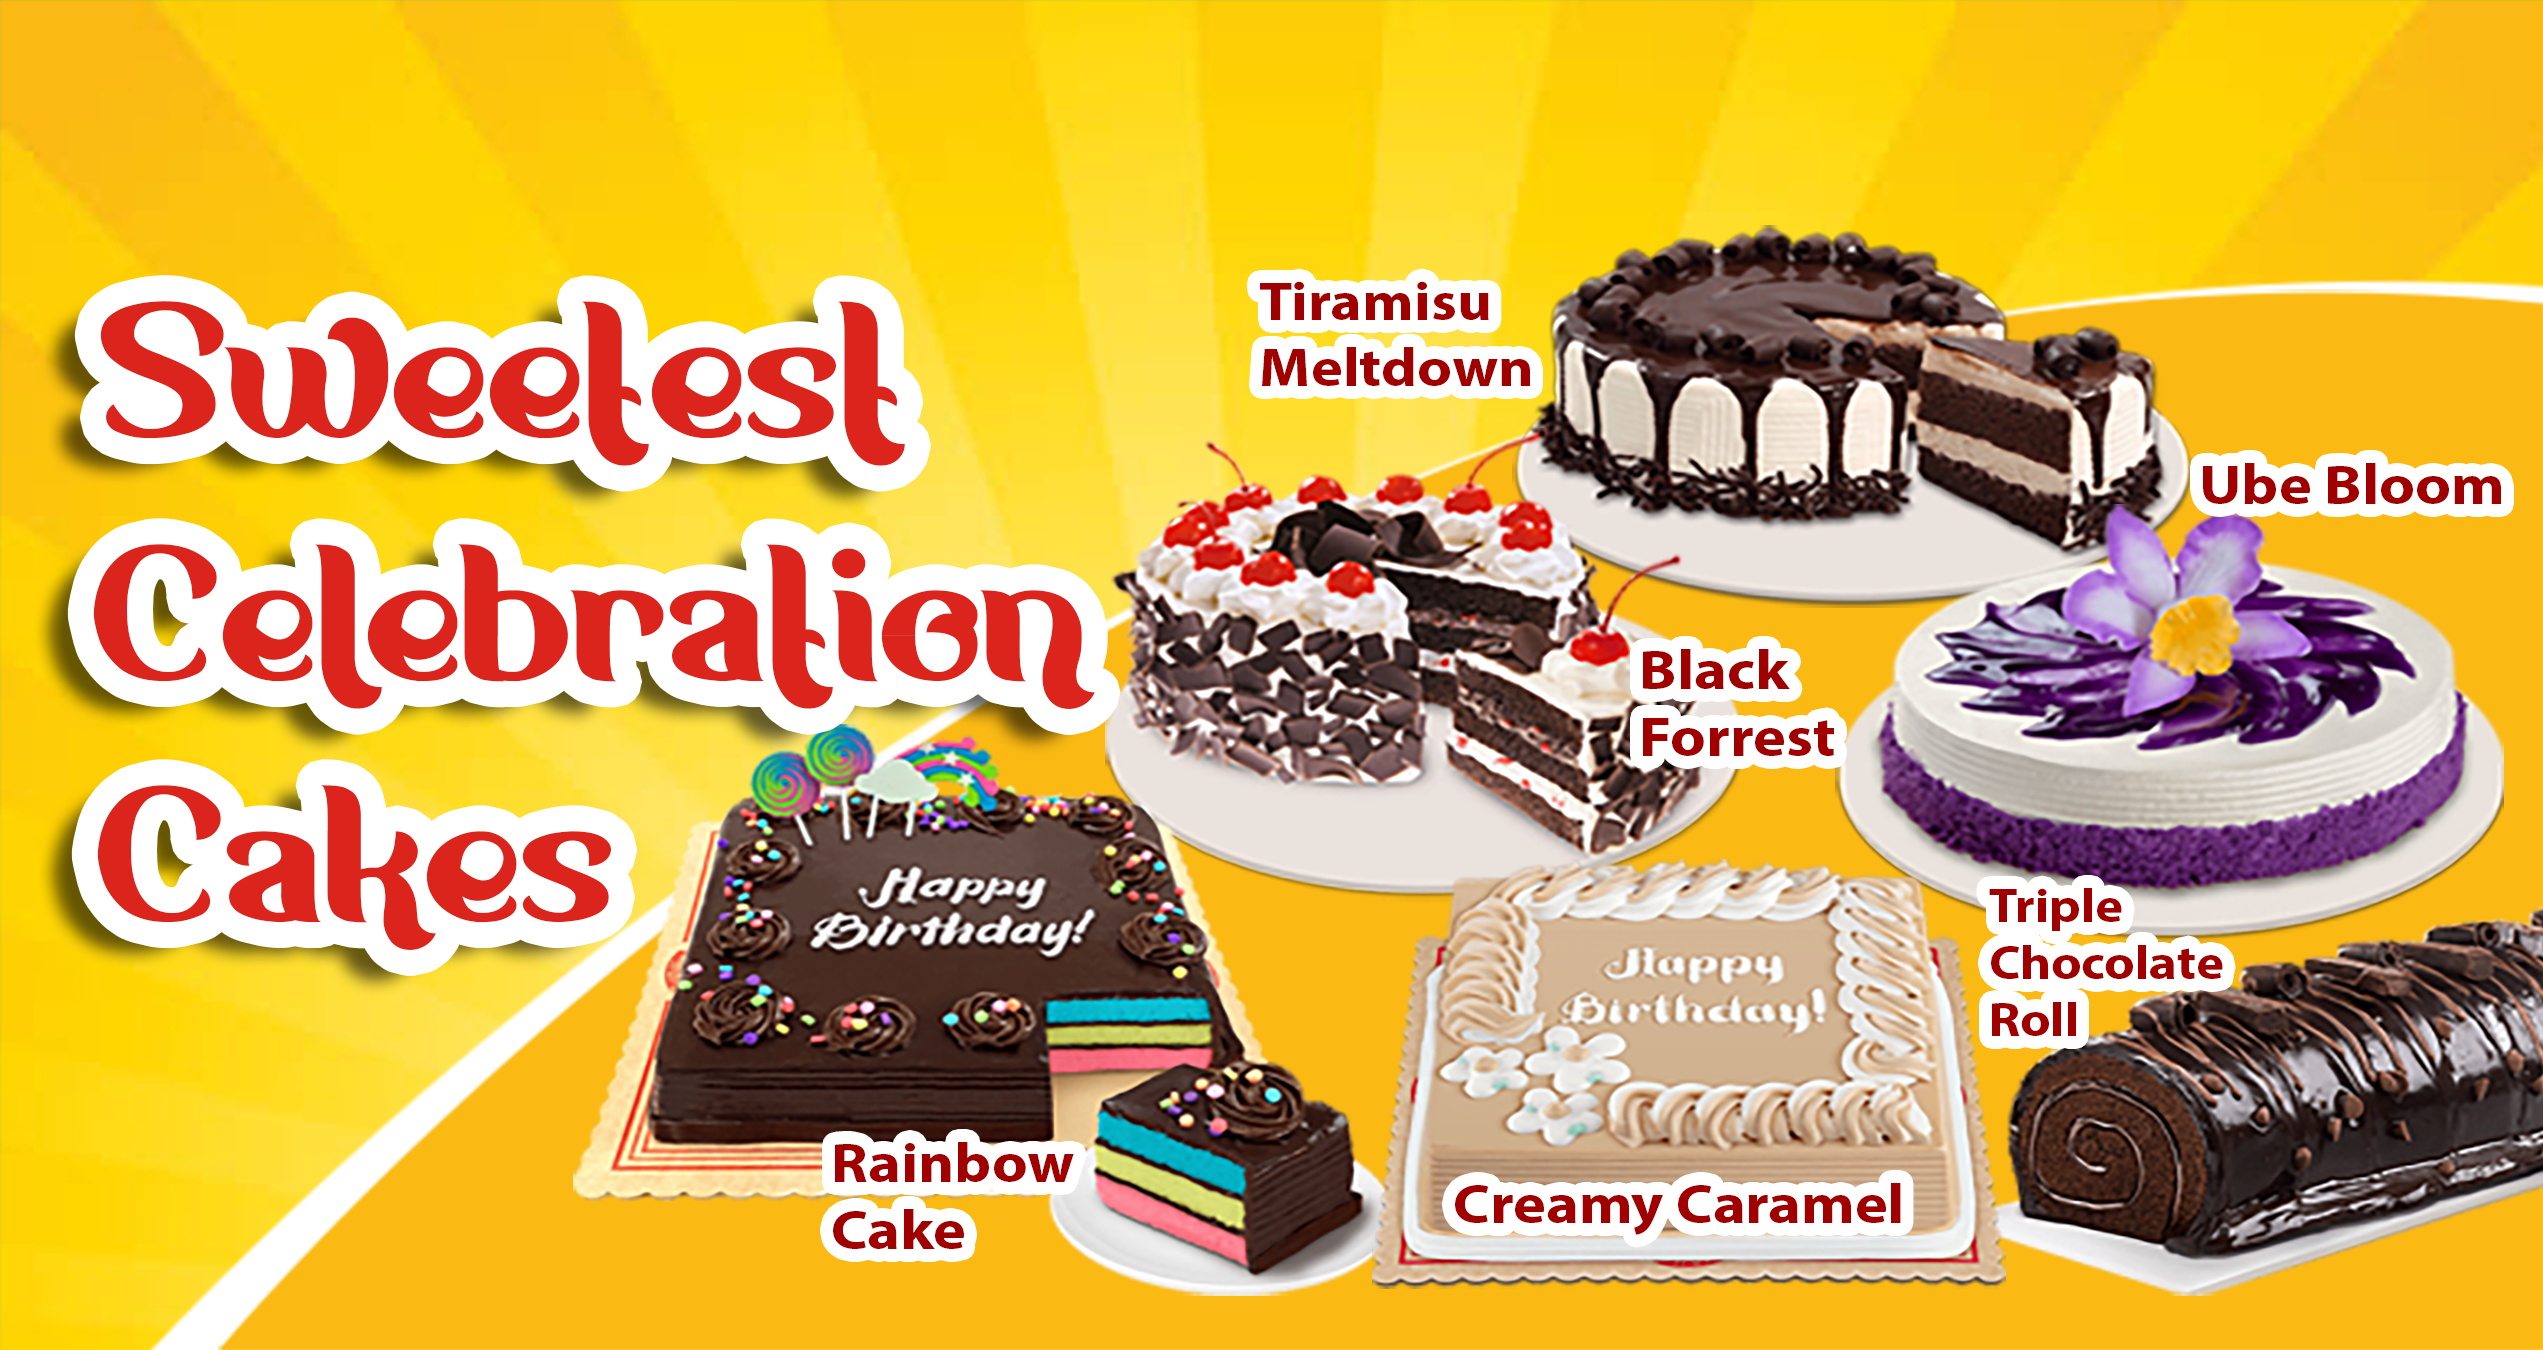 Sweetest
Celebration
Cakes
Tiramisu
Meltdown
Ube Bloom
Black
Forrest
Happy
Birthday!
Happy
Birthday!
Triple
Chocolate
Roll
Rainbow
Cake
Creamy Caramel